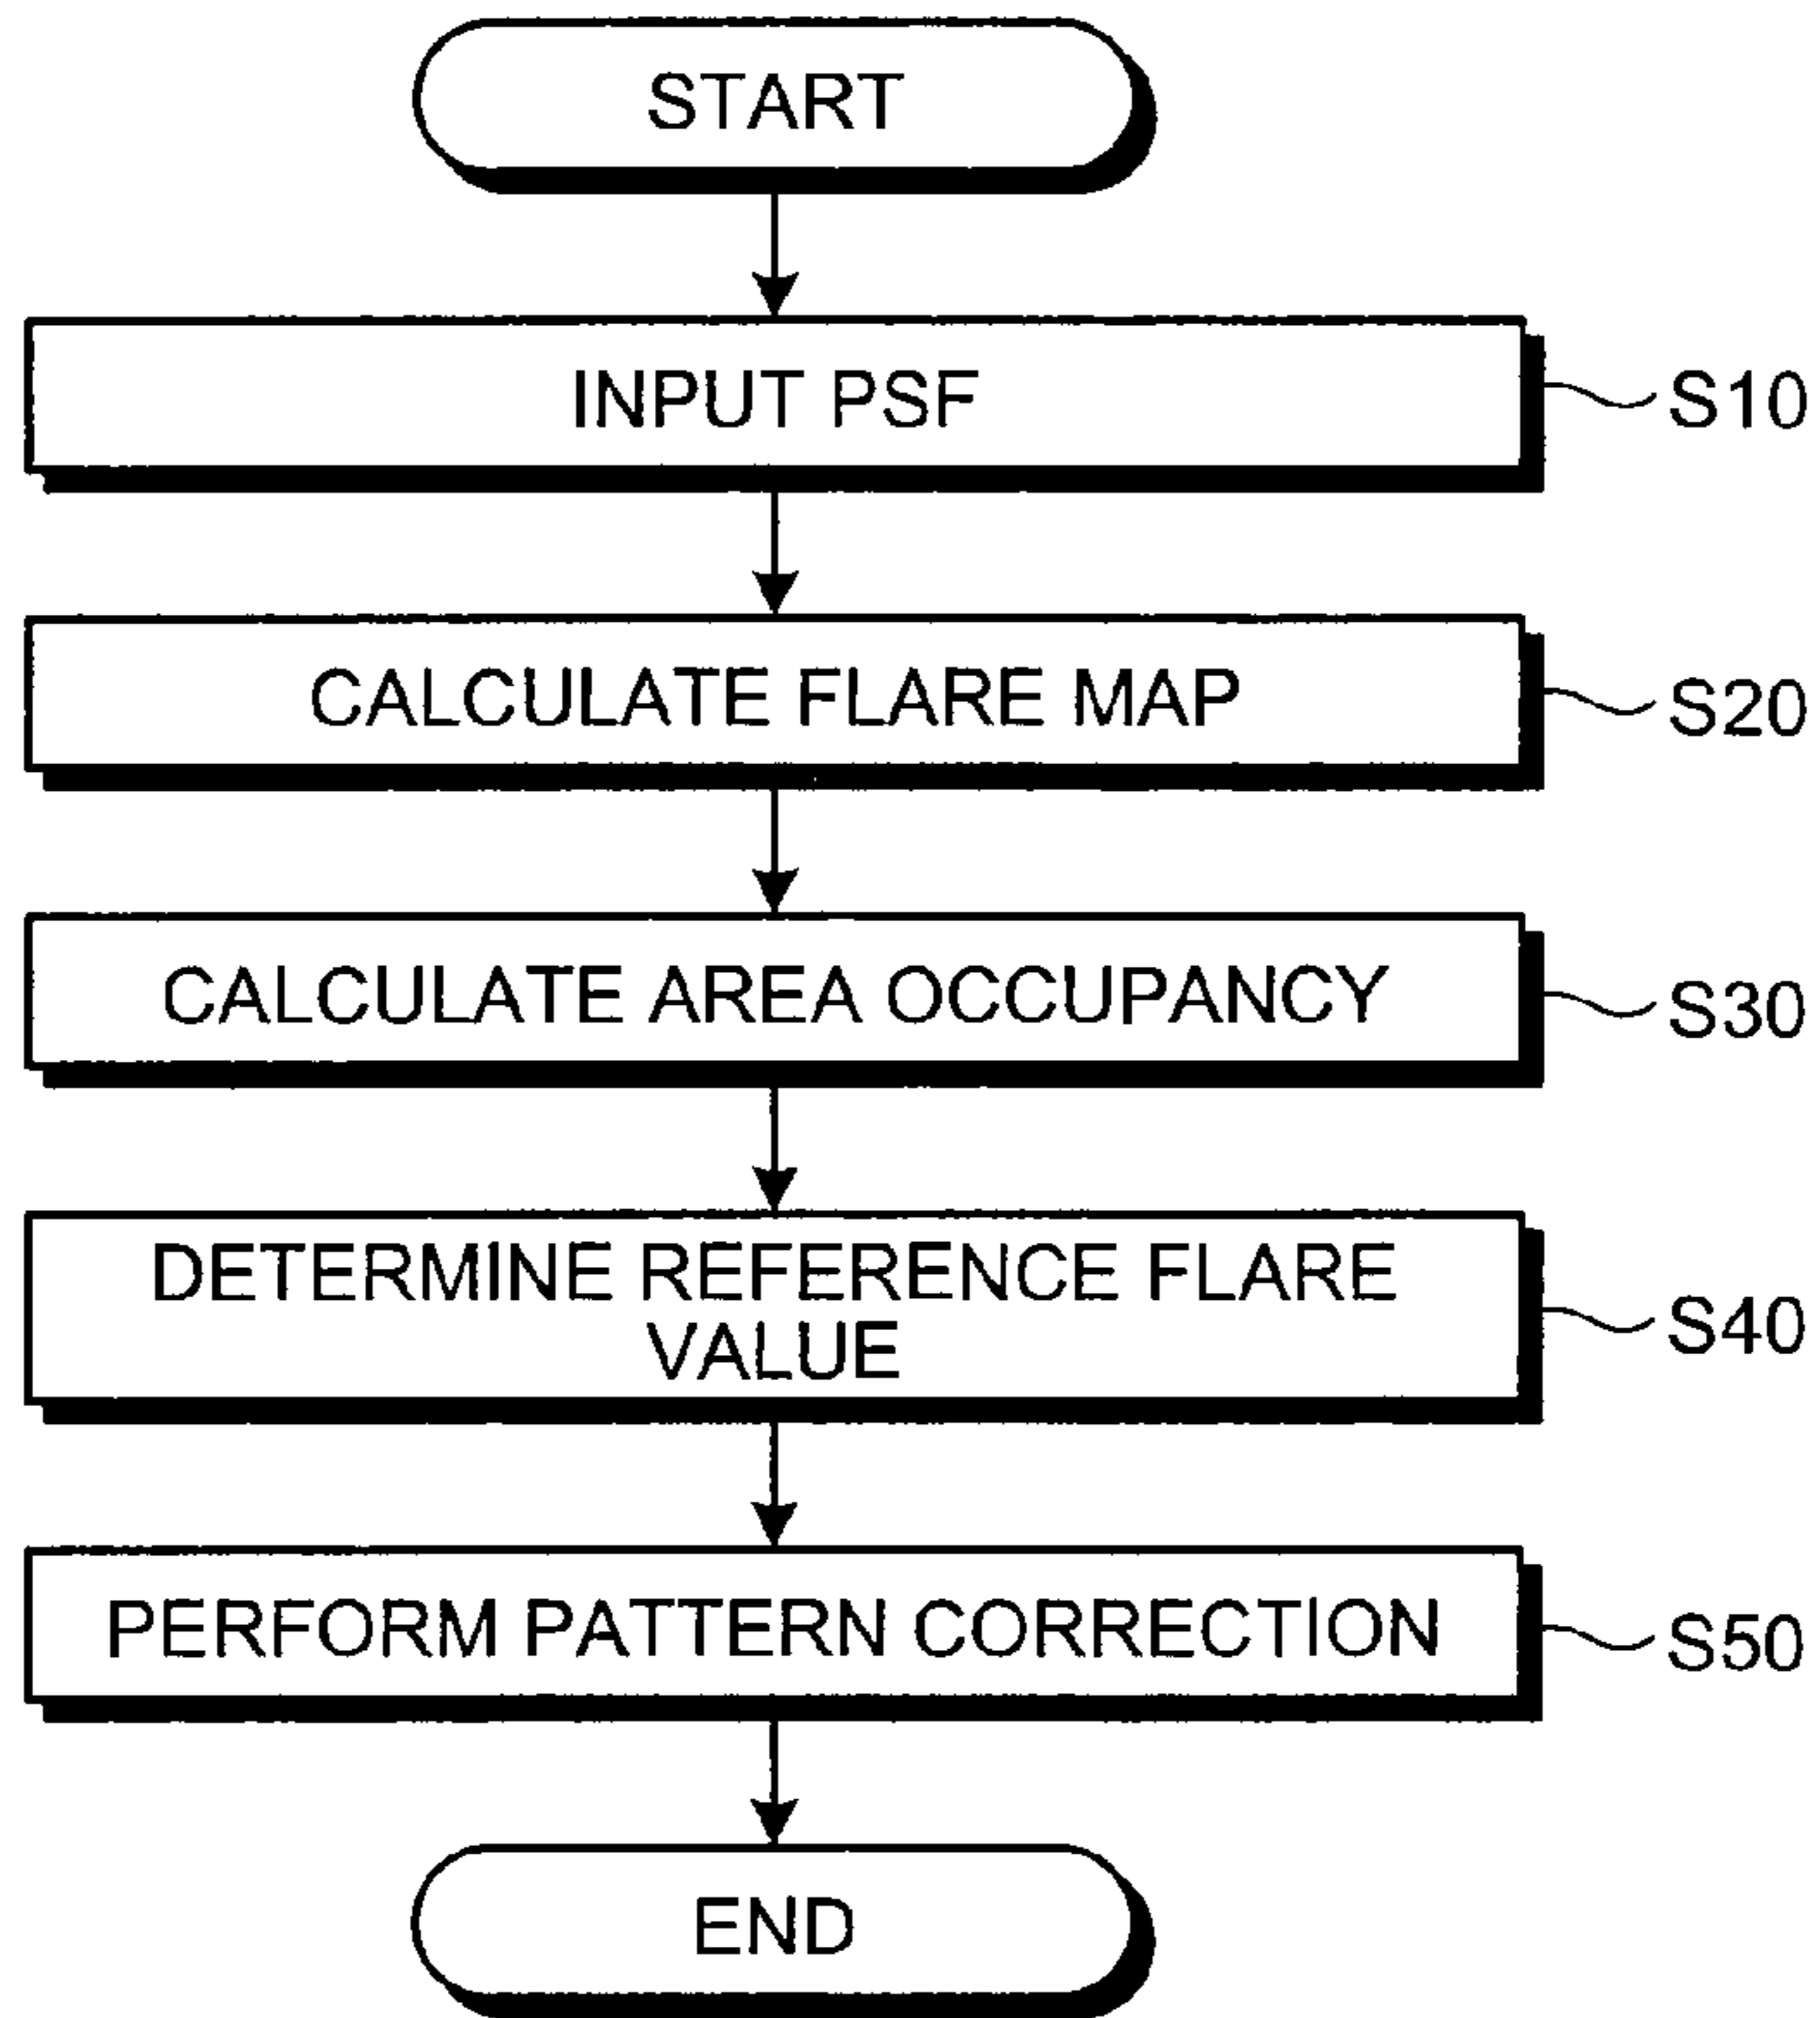 START
INPUT PSF
S10
CALCULATE FLARE MAP
S20
CALCULATE AREA OCCUPANCY
S30
DETERMINE REFERENCE FLARE
VALUE
S40
PERFORM PATTERN CORRECTION
S50
END